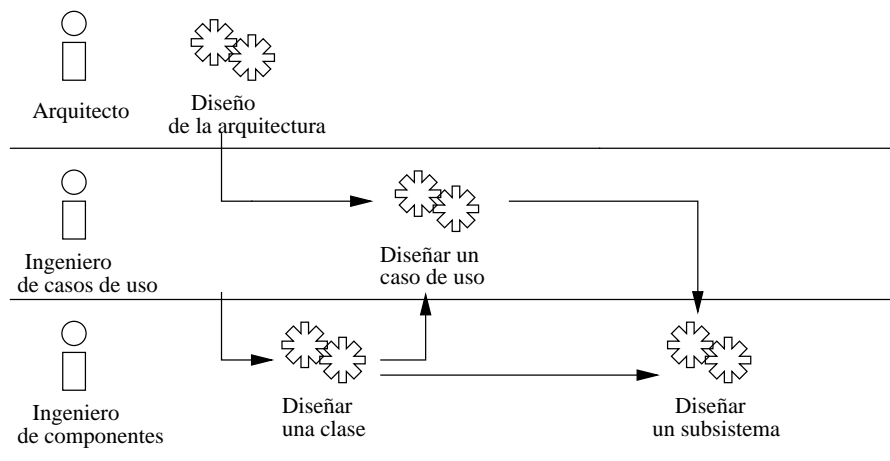 Arquitecto
Diseño
de la arquitectura
Ingeniero
de casos de uso
Diseñar un
caso de uso
Ingeniero
de componentes
Diseñar
una clase
Diseñar
un subsistema